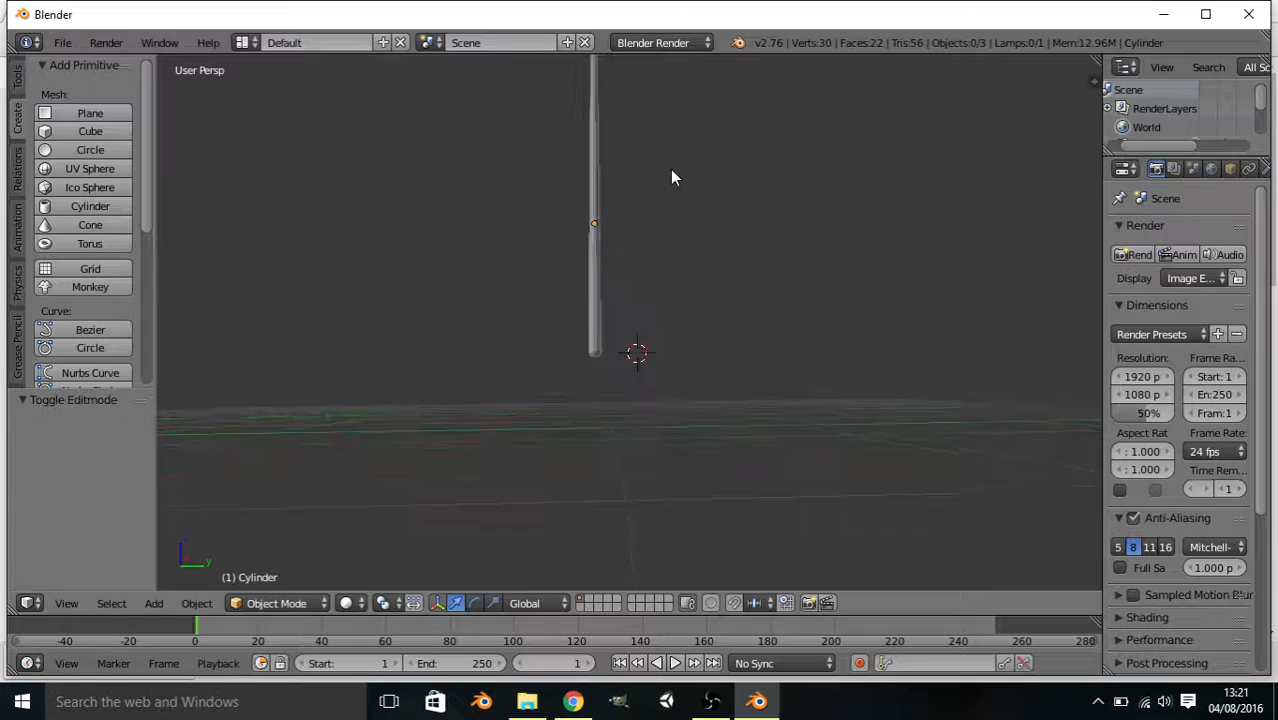 Blender
File Render Window Help Default Scene Blender Render v2.76 | Verts:30 | Faces:22 | Tris:56 | Objects:0/3 | Lamps:0/1 | Mem:12.96M | Cylinder
Tools
Create
Relations
Animation
Physics
Grease Pencil
Add Primitive
Mesh:
Plane
Cube
Circle
UV Sphere
Ico Sphere
Cylinder
Cone
Torus
Grid
Monkey
Curve:
Bezier
Circle
Nurbs Curve
Toggle Editmode
User Persp
z
y
(1) Cylinder
View Search All Sc
Scene
RenderLayers
World
Scene
Render
Rend Anim Audio
Display Image E...
Dimensions
Render Presets
Resolution: Frame Ra...
1920 p Start: 1
1080 p En:250
50% Fram:1
Aspect Rat Frame Rate:
: 1.000 24 fps
: 1.000 Time Rem...
1
Anti-Aliasing
5 8 11 16 Mitchell-
Full Sa 1.000 p
Sampled Motion Blur
Shading
Performance
Post Processing
View Select Add Object Object Mode Global
-40 -20 0 20 40 60 80 100 120 140 160 180 200 220 240 260 280
View Marker Frame Playback Start: 1 End: 250 1 No Sync
Search the web and Windows
13:21
04/08/2016